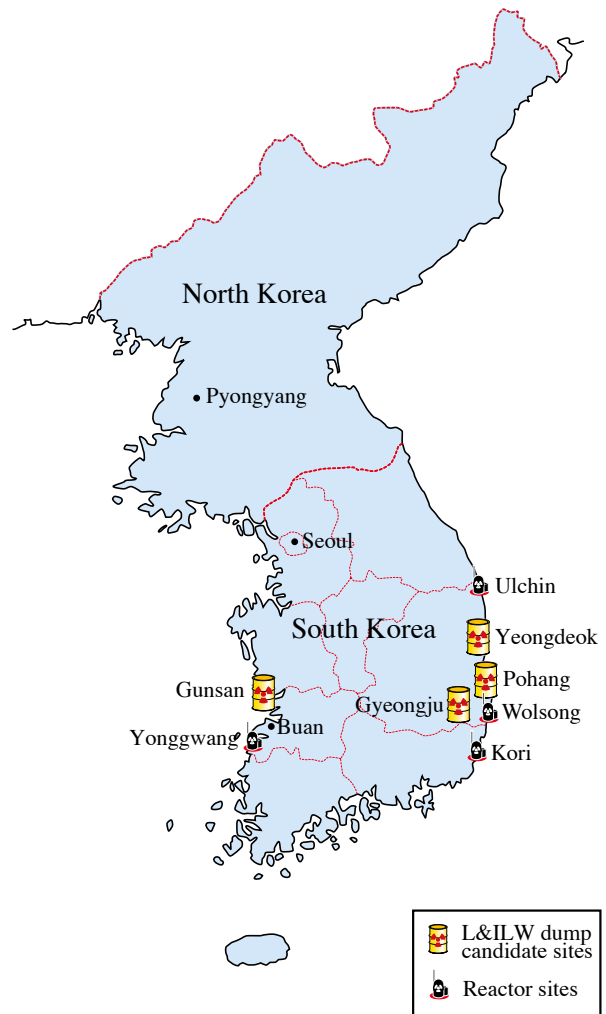 North Korea
Pyongyang
Seoul
Ulchin
South Korea
Yeongdeok
Pohang
Gunsan
Gyeongju
Wolsong
Buan
Yonggwang
Kori
L&ILW dump
candidate sites
Reactor sites